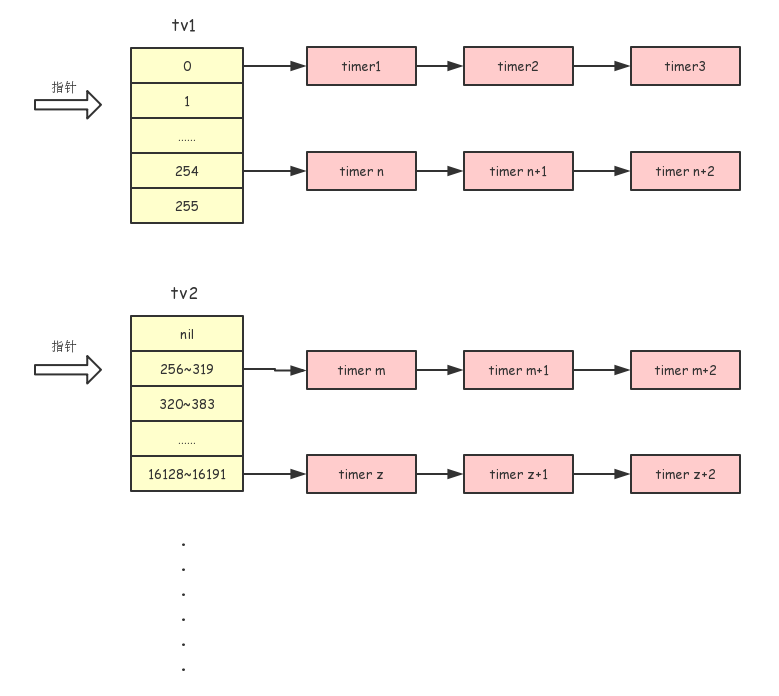 tv1
0
timer1
timer2
timer3
指针
1
......
254
timer n
timer n+1
timer n+2
255
tv2
nil
指针
256~319
timer m
timer m+1
timer m+2
320~383
......
16128~16191
timer z
timer z+1
timer z+2
.
.
.
.
.
.